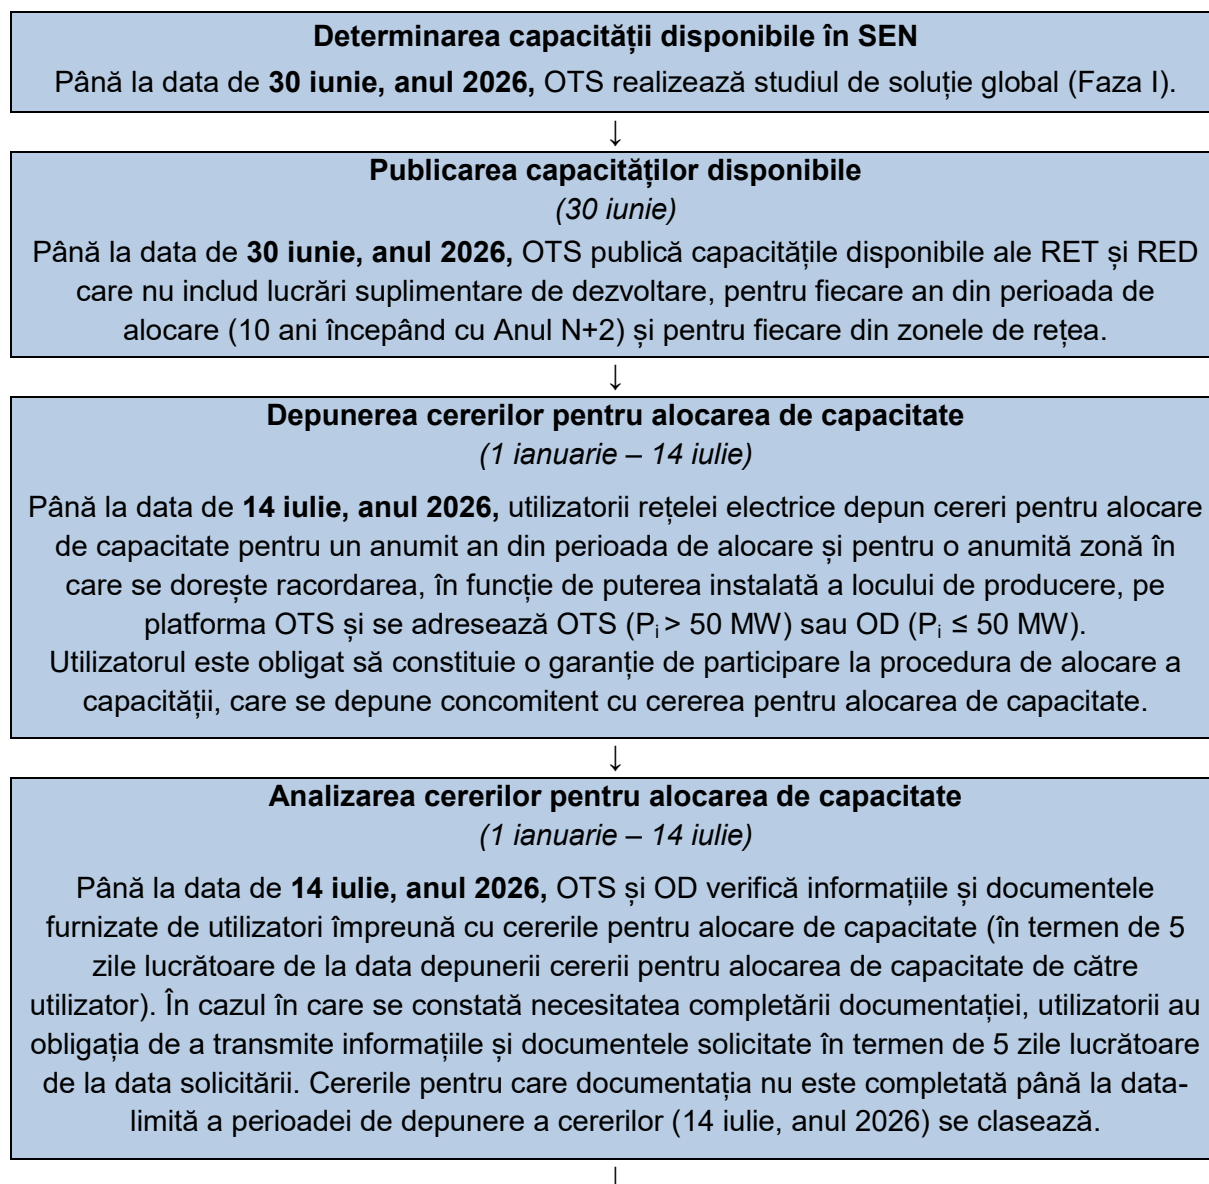 Determinarea capacității disponibile în SEN
Până la data de 30 iunie, anul 2026, OTS realizează studiul de soluție global (Faza I).
↓
Publicarea capacităților disponibile
(30 iunie)
Până la data de 30 iunie, anul 2026, OTS publică capacitățile disponibile ale RET și RED
care nu includ lucrări suplimentare de dezvoltare, pentru fiecare an din perioada de
alocare (10 ani începând cu Anul N+2) și pentru fiecare din zonele de rețea.
↓
Depunerea cererilor pentru alocarea de capacitate
(1 ianuarie – 14 iulie)
Până la data de 14 iulie, anul 2026, utilizatorii rețelei electrice depun cereri pentru alocare
de capacitate pentru un anumit an din perioada de alocare și pentru o anumită zonă în
care se dorește racordarea, în funcție de puterea instalată a locului de producere, pe
platforma OTS și se adresează OTS (Pi > 50 MW) sau OD (Pi ≤ 50 MW).
Utilizatorul este obligat să constituie o garanție de participare la procedura de alocare a
capacității, care se depune concomitent cu cererea pentru alocarea de capacitate.
↓
Analizarea cererilor pentru alocarea de capacitate
(1 ianuarie – 14 iulie)
Până la data de 14 iulie, anul 2026, OTS și OD verifică informațiile și documentele
furnizate de utilizatori împreună cu cererile pentru alocare de capacitate (în termen de 5
zile lucrătoare de la data depunerii cererii pentru alocarea de capacitate de către
utilizator). În cazul în care se constată necesitatea completării documentației, utilizatorii au
obligația de a transmite informațiile și documentele solicitate în termen de 5 zile lucrătoare
de la data solicitării. Cererile pentru care documentația nu este completată până la data-
limită a perioadei de depunere a cererilor (14 iulie, anul 2026) se clasează.